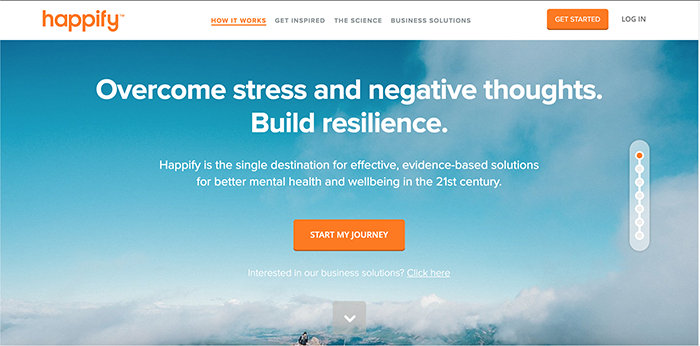 happify™
HOW IT WORKS GET INSPIRED THE SCIENCE BUSINESS SOLUTIONS
GET STARTED LOG IN
Overcome stress and negative thoughts.
Build resilience.
Happify is the single destination for effective, evidence-based solutions
for better mental health and wellbeing in the 21st century.
START MY JOURNEY
Interested in our business solutions? Click here